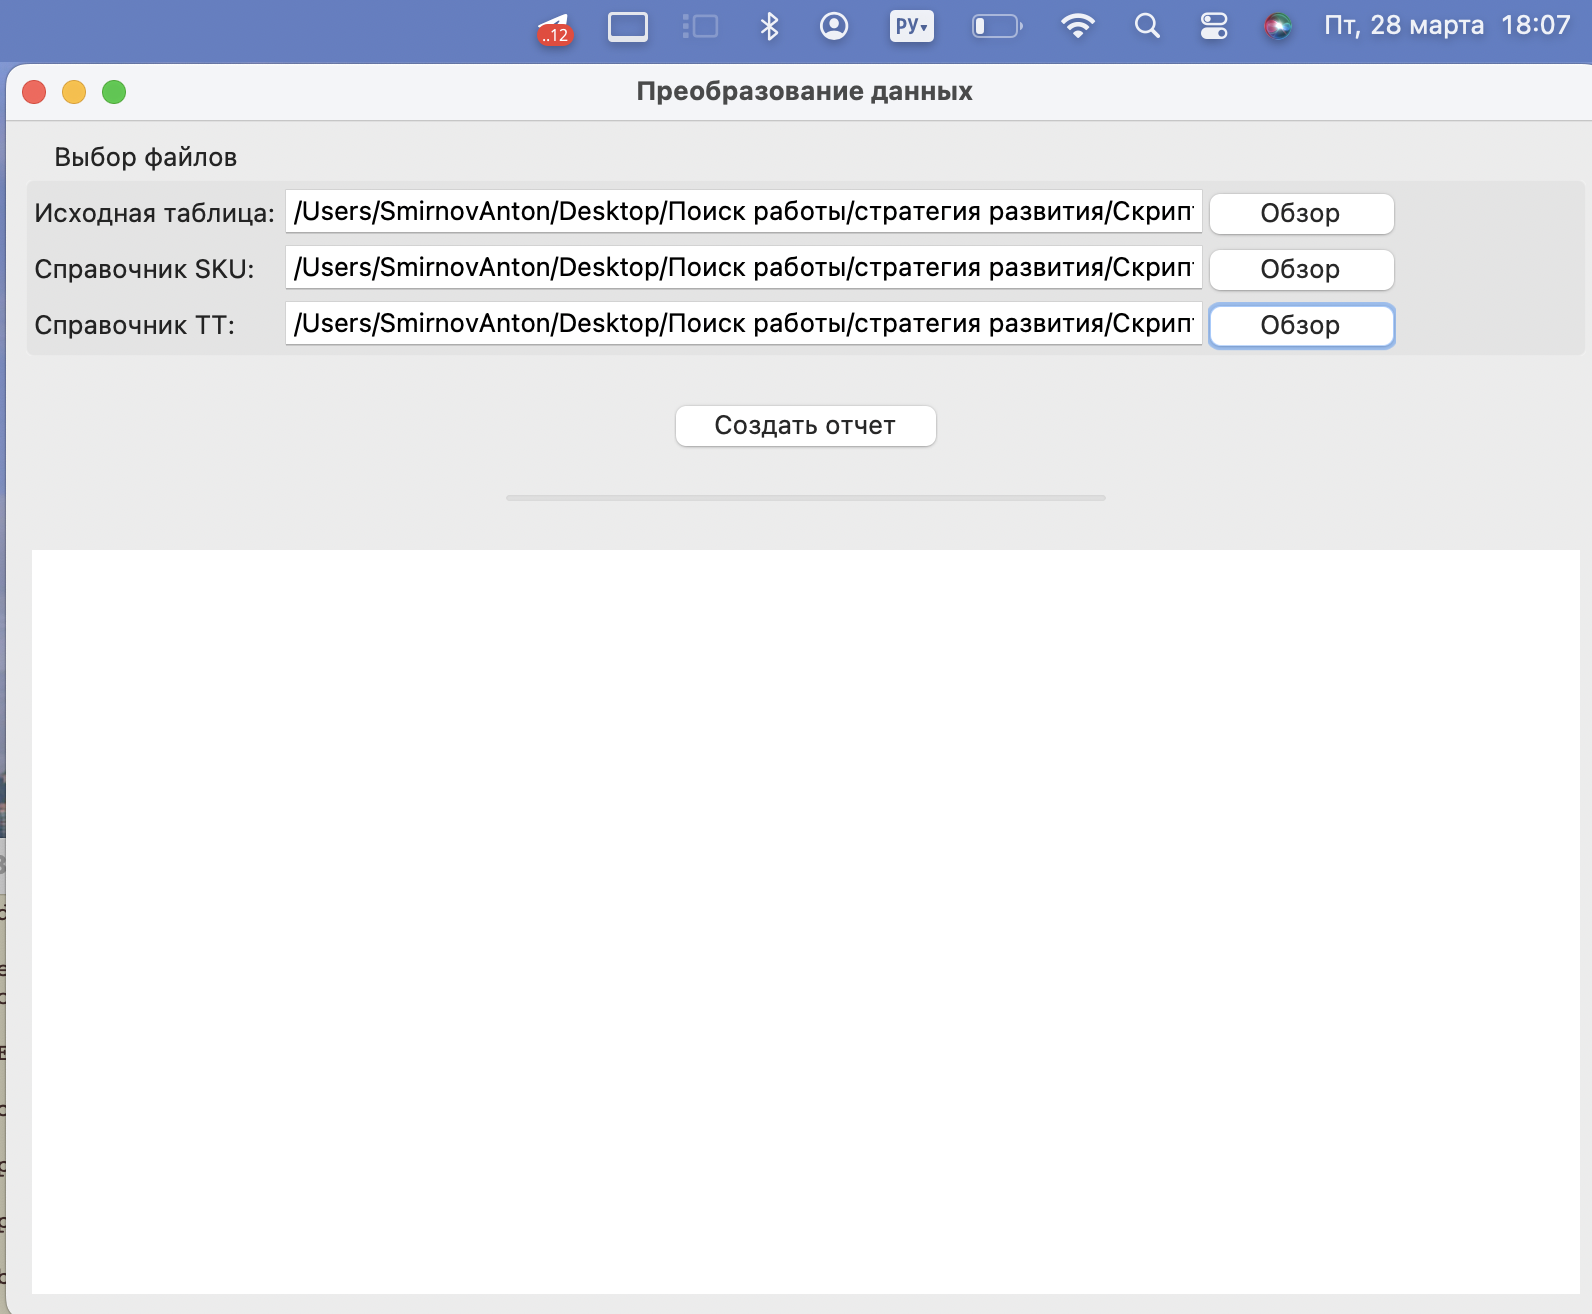 ..12 РУ Пт, 28 марта 18:07
Преобразование данных
Выбор файлов
Исходная таблица: /Users/SmirnovAnton/Desktop/Поиск работы/стратегия развития/Скрип Обзор
Справочник SKU: /Users/SmirnovAnton/Desktop/Поиск работы/стратегия развития/Скрип Обзор
Справочник ТТ: /Users/SmirnovAnton/Desktop/Поиск работы/стратегия развития/Скрип Обзор
Создать отчет